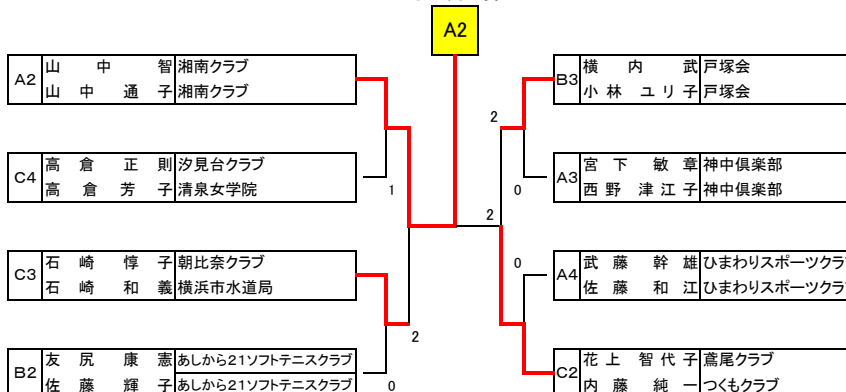 A2
A2 山中 智 湘南クラブ
山中 通子 湘南クラブ
1
C4 高倉 正則 汐見台クラブ
高倉 芳子 清泉女学院
C3 石崎 惇子 朝比奈クラブ
石崎 和義 横浜市水道局
2
B2 友尻 康憲 あしから21ソフトテニスクラブ
佐藤 輝子 あしから21ソフトテニスクラブ
0
B3 横内 武 戸塚会
小林 ユリ子 戸塚会
2
A3 宮下 敏章 神中倶楽部
西野 津江子 神中倶楽部
0
2
A4 武藤 幹雄 ひまわりスポーツクラ
佐藤 和江 ひまわりスポーツクラ
0
C2 花上 智代子 鳶尾クラブ
内藤 純一 つくもクラブ